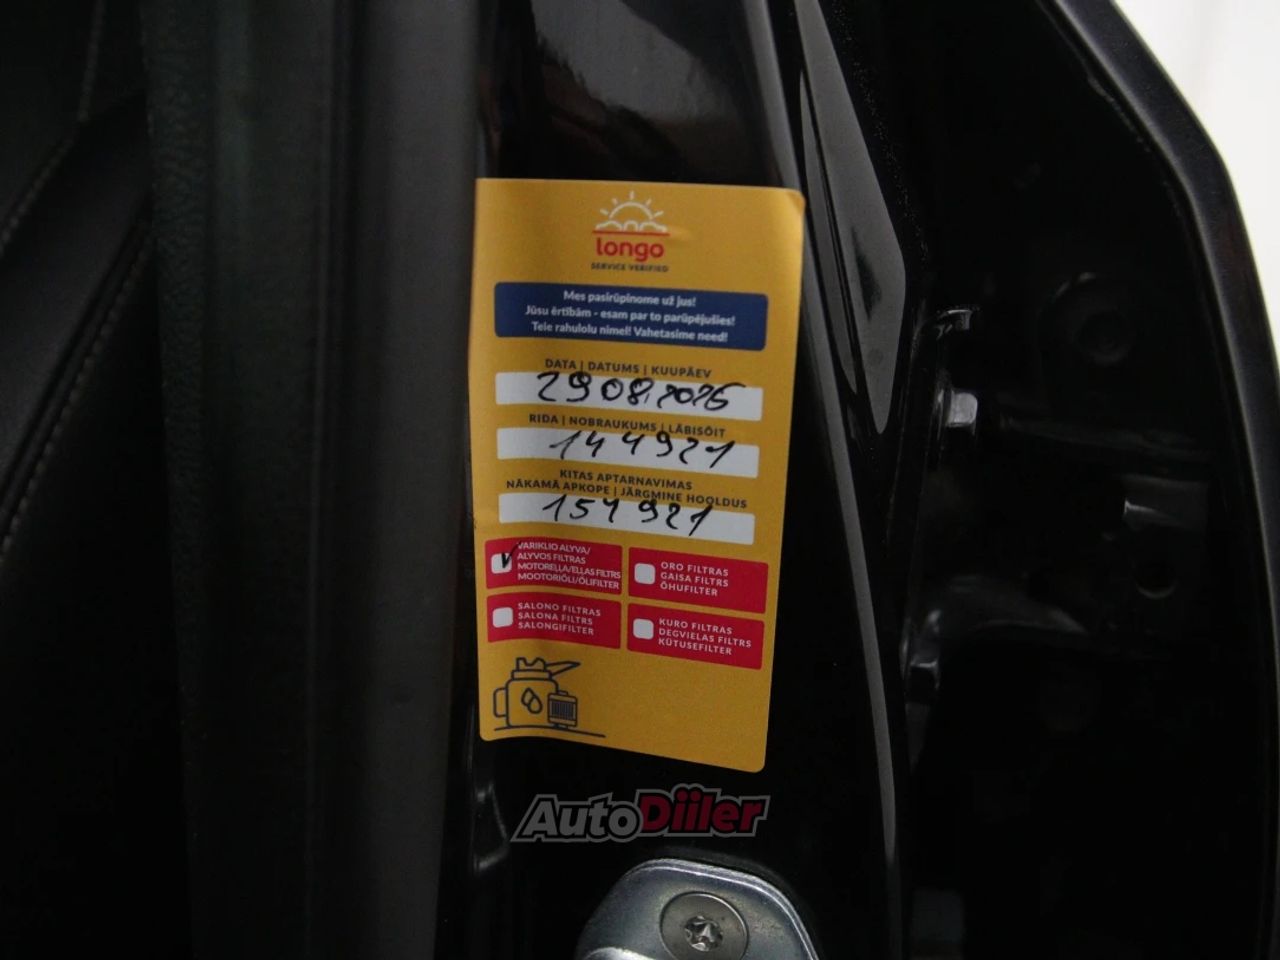 longo
SERVICE VERIFIED
Mes pasirūpinome už jus!
Jūsu ērtībām - esam par to parūpējušies!
Teie rahulolu nimel! Vahetasime need!
DATA | DATUMS | KUUPÄEV
29 08.2025
RIDA | NOBRAUKUMS | LÄBISÕIT
144921
KITAS APTARNAVIMAS
NĀKAMĀ APKOPE | JÄRGMINE HOOLDUS
154921
VARIKLIO ALYVA/
ALYVOS FILTRAS
MOTOREĻĻA/ELLAS FILTRS
MOOTORIÕLI/ÕLIFILTER
ORO FILTRAS
GAISA FILTRS
ÕHUFILTER
SALONO FILTRAS
SALONA FILTRS
SALONGIFILTER
KURO FILTRAS
DEGVIELAS FILTRS
KÜTUSEFILTER
AutoDiiler